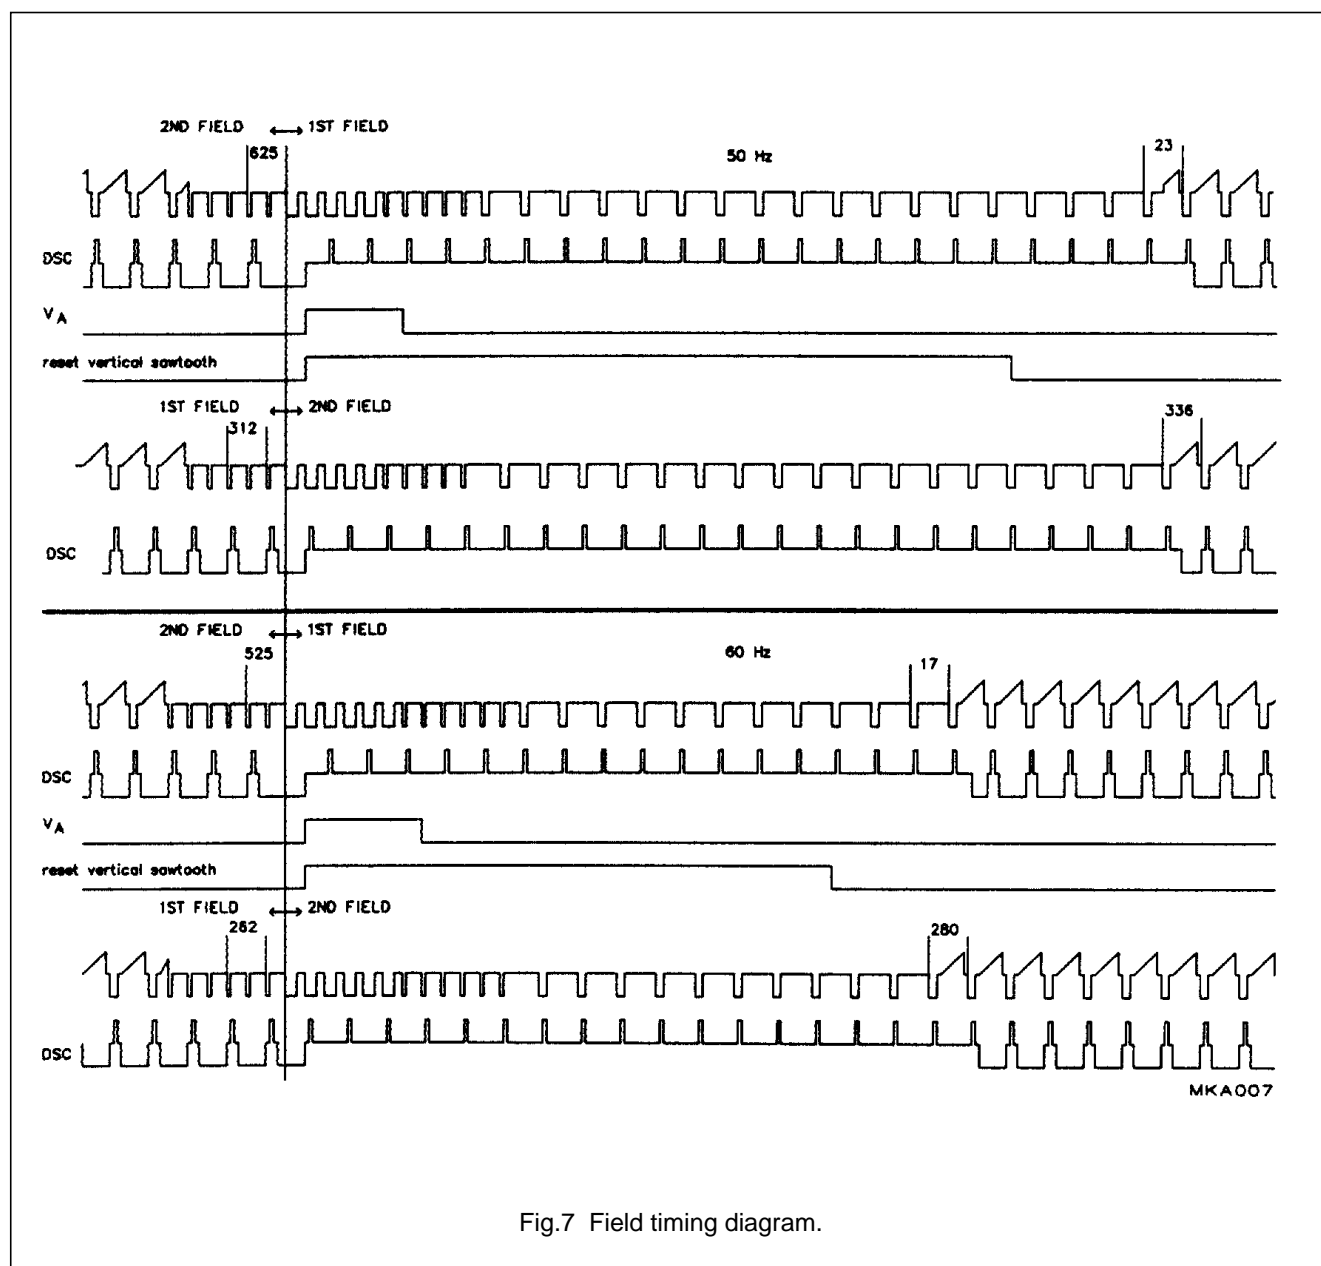 2ND FIELD ↔ 1ST FIELD
625
50 Hz
23
DSC
VA
reset vertical sawtooth
1ST FIELD ↔ 2ND FIELD
312
336
DSC
2ND FIELD ↔ 1ST FIELD
525
60 Hz
17
DSC
VA
reset vertical sawtooth
1ST FIELD ↔ 2ND FIELD
262
280
DSC
MKA007
Fig.7 Field timing diagram.